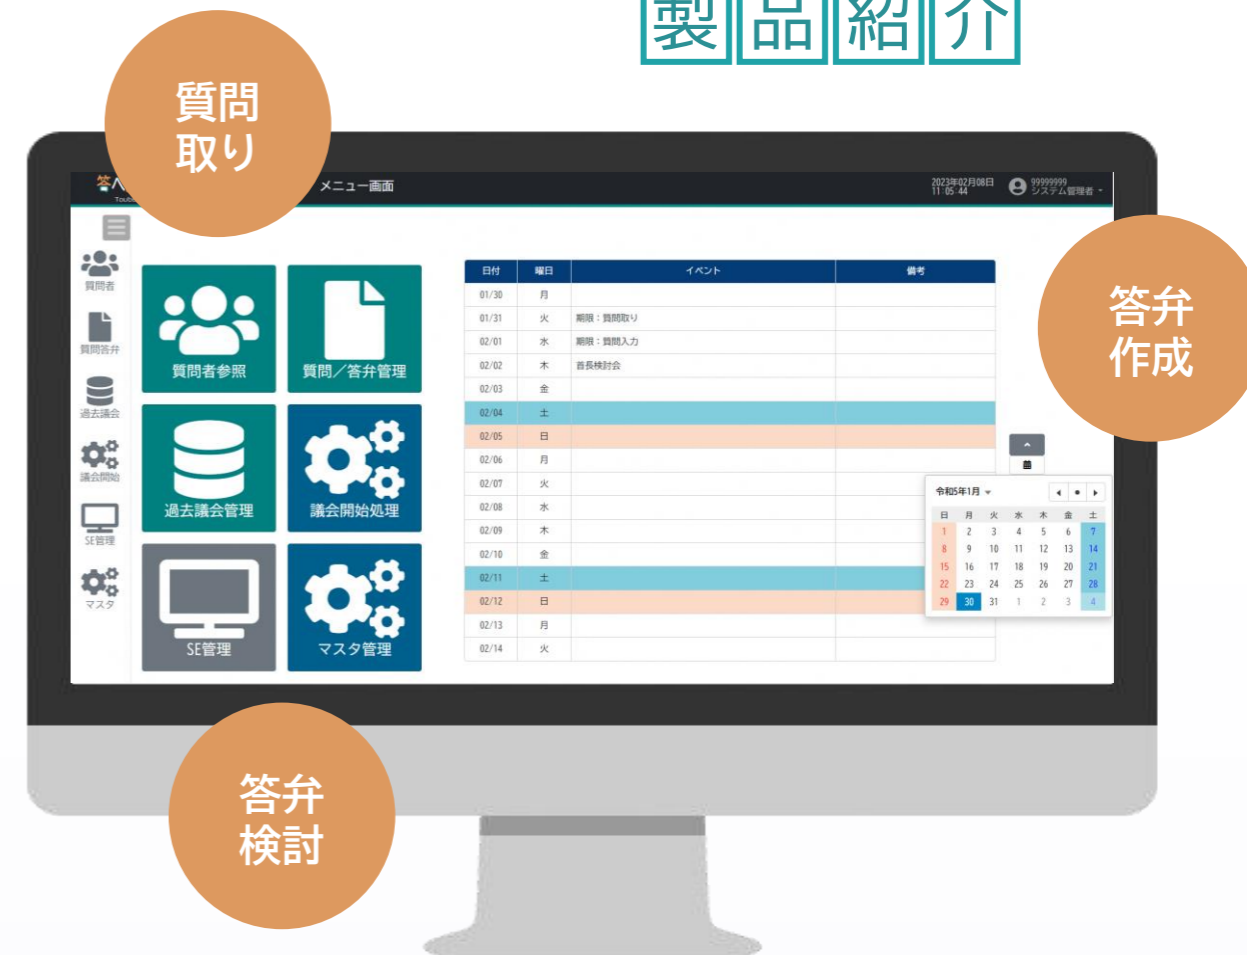 製品紹介
質問
取り
メニュー画面
2023年02月08日
11:05:44
99999999
システム管理者
質問者
質問答弁
過去議会
議会開始
SE管理
マスタ
質問者参照
質問／答弁管理
過去議会管理
議会開始処理
SE管理
マスタ管理
日付 曜日 イベント 備考
01/30 月
01/31 火 期限：質問取り
02/01 水 期限：質問入力
02/02 木 首長検討会
02/03 金
02/04 土
02/05 日
02/06 月
02/07 火
02/08 水
02/09 木
02/10 金
02/11 土
02/12 日
02/13 月
02/14 火
令和5年1月
日 月 火 水 木 金 土
1 2 3 4 5 6 7
8 9 10 11 12 13 14
15 16 17 18 19 20 21
22 23 24 25 26 27 28
29 30 31 1 2 3 4
答弁
作成
答弁
検討